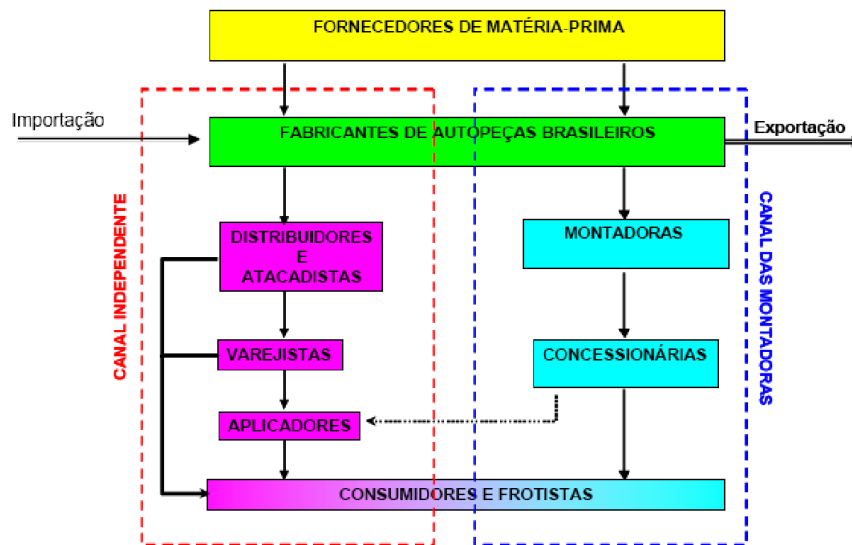 FORNECEDORES DE MATÉRIA-PRIMA
Importação
FABRICANTES DE AUTOPEÇAS BRASILEIROS
Exportação
CANAL INDEPENDENTE
DISTRIBUIDORES
E
ATACADISTAS
MONTADORAS
CANAL DAS MONTADORAS
VAREJISTAS
CONCESSIONÁRIAS
APLICADORES
CONSUMIDORES E FROTISTAS